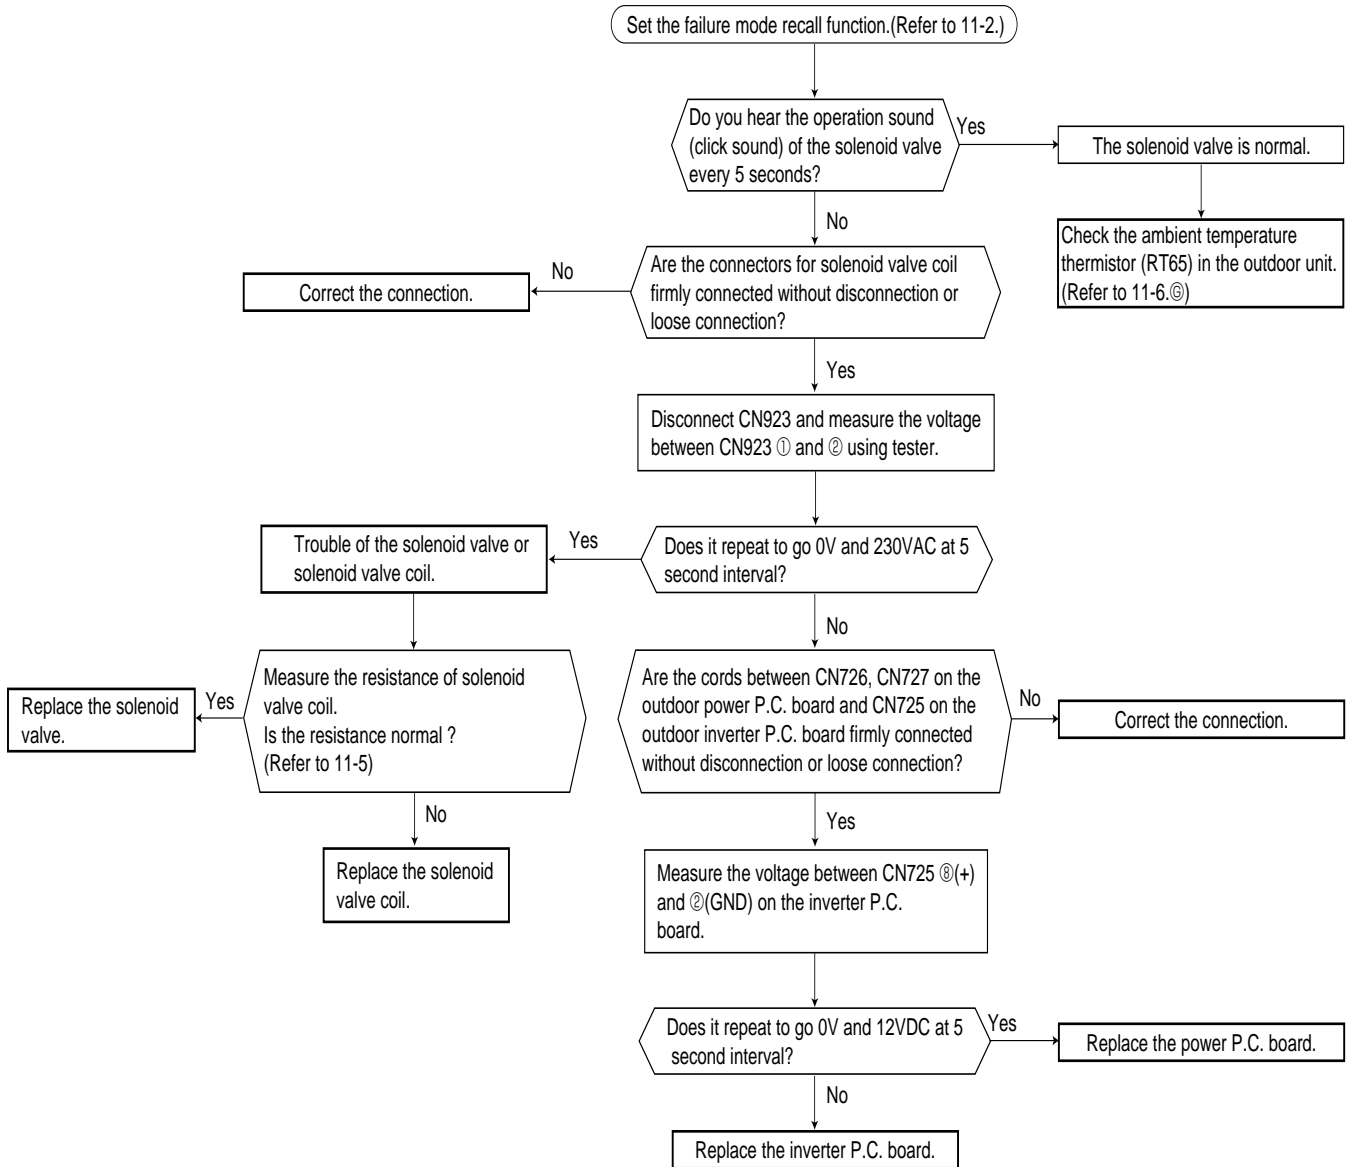 Set the failure mode recall function.(Refer to 11-2.)
Do you hear the operation sound
(click sound) of the solenoid valve
every 5 seconds?
Yes
The solenoid valve is normal.
Check the ambient temperature
thermistor (RT65) in the outdoor unit.
(Refer to 11-6.Ⓖ)
No
Are the connectors for solenoid valve coil
firmly connected without disconnection or
loose connection?
No
Correct the connection.
Yes
Disconnect CN923 and measure the voltage
between CN923 ① and ② using tester.
Does it repeat to go 0V and 230VAC at 5
second interval?
Yes
Trouble of the solenoid valve or
solenoid valve coil.
Measure the resistance of solenoid
valve coil.
Is the resistance normal ?
(Refer to 11-5)
Yes
Replace the solenoid
valve.
No
Replace the solenoid
valve coil.
No
Are the cords between CN726, CN727 on the
outdoor power P.C. board and CN725 on the
outdoor inverter P.C. board firmly connected
without disconnection or loose connection?
No
Correct the connection.
Yes
Measure the voltage between CN725 ⑧(+)
and ②(GND) on the inverter P.C.
board.
Does it repeat to go 0V and 12VDC at 5
second interval?
Yes
Replace the power P.C. board.
No
Replace the inverter P.C. board.